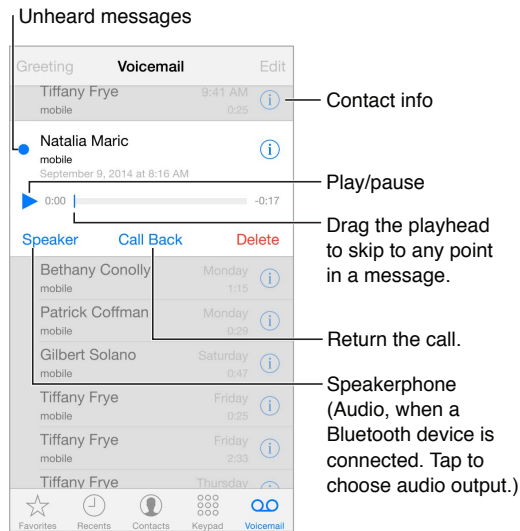 Unheard messages
Greeting Voicemail Edit
Tiffany Frye 9:41 AM
mobile 0:25
Contact info
Natalia Maric
mobile
September 9, 2014 at 8:16 AM
Play/pause
0:00 -0:17
Drag the playhead
to skip to any point
in a message.
Speaker Call Back Delete
Bethany Conolly Monday
mobile 1:15
Patrick Coffman Monday
mobile 0:29
Return the call.
Gilbert Solano Saturday
mobile 0:47
Speakerphone
(Audio, when a
Bluetooth device is
connected. Tap to
choose audio output.)
Tiffany Frye Friday
mobile 0:25
Tiffany Frye Friday
mobile 2:33
Tiffany Frye Thursday
Favorites Recents Contacts Keypad Voicemail